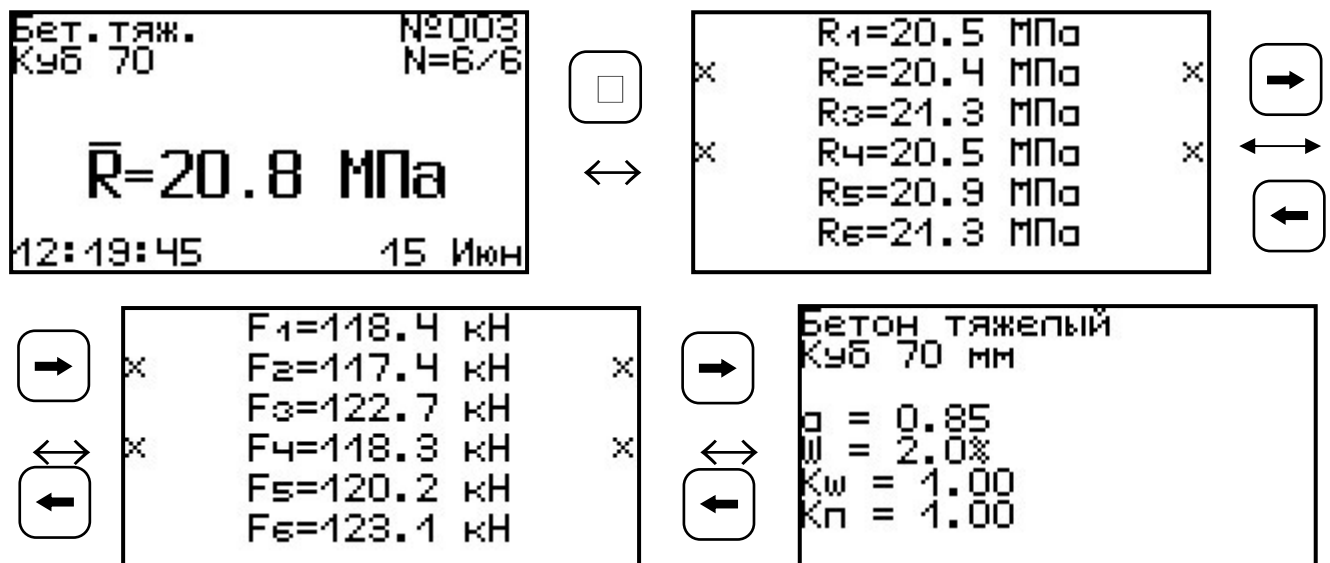 Бет.тяж. №003
Куб 70 N=6/6
R̅=20.8 МПа
12:19:45 15 Июн
R1=20.5 МПа
× R2=20.4 МПа ×
R3=21.3 МПа
× R4=20.5 МПа ×
R5=20.9 МПа
R6=21.3 МПа
F1=118.4 кН
× F2=117.4 кН ×
F3=122.7 кН
× F4=118.3 кН ×
F5=120.2 кН
F6=123.1 кН
Бетон тяжелый
Куб 70 мм
a = 0.85
W = 2.0%
Кw = 1.00
Кп = 1.00